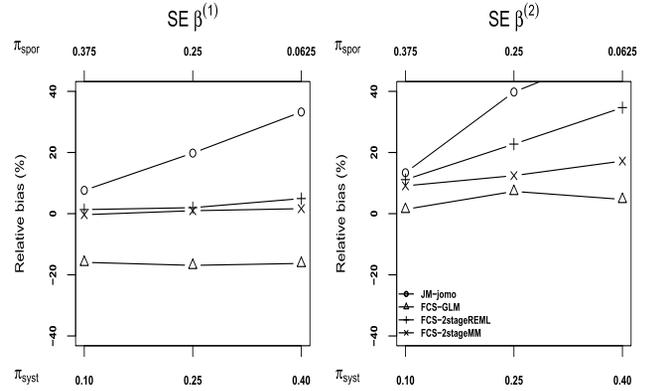 SE β(1)
πspor 0.375 0.25 0.0625
Relative bias (%)
40
20
0
−20
−40
πsyst 0.10 0.25 0.40
SE β(2)
πspor 0.375 0.25 0.0625
Relative bias (%)
40
20
0
−20
−40
JM−jomo
FCS−GLM
FCS−2stageREML
FCS−2stageMM
πsyst 0.10 0.25 0.40